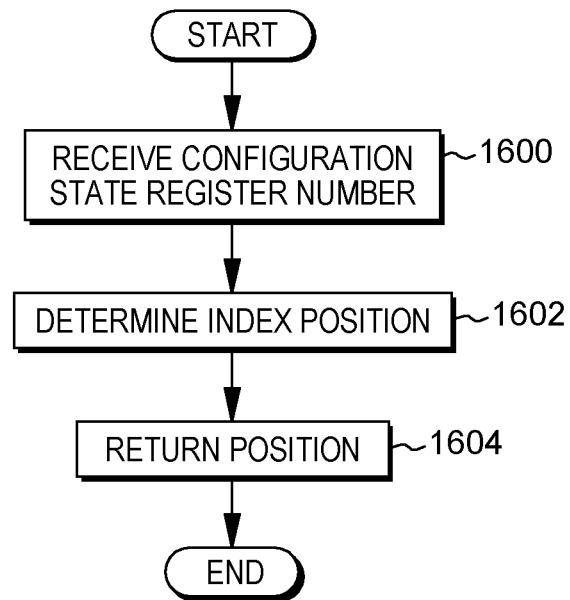 START
RECEIVE CONFIGURATION
STATE REGISTER NUMBER
1600
DETERMINE INDEX POSITION
1602
RETURN POSITION
1604
END